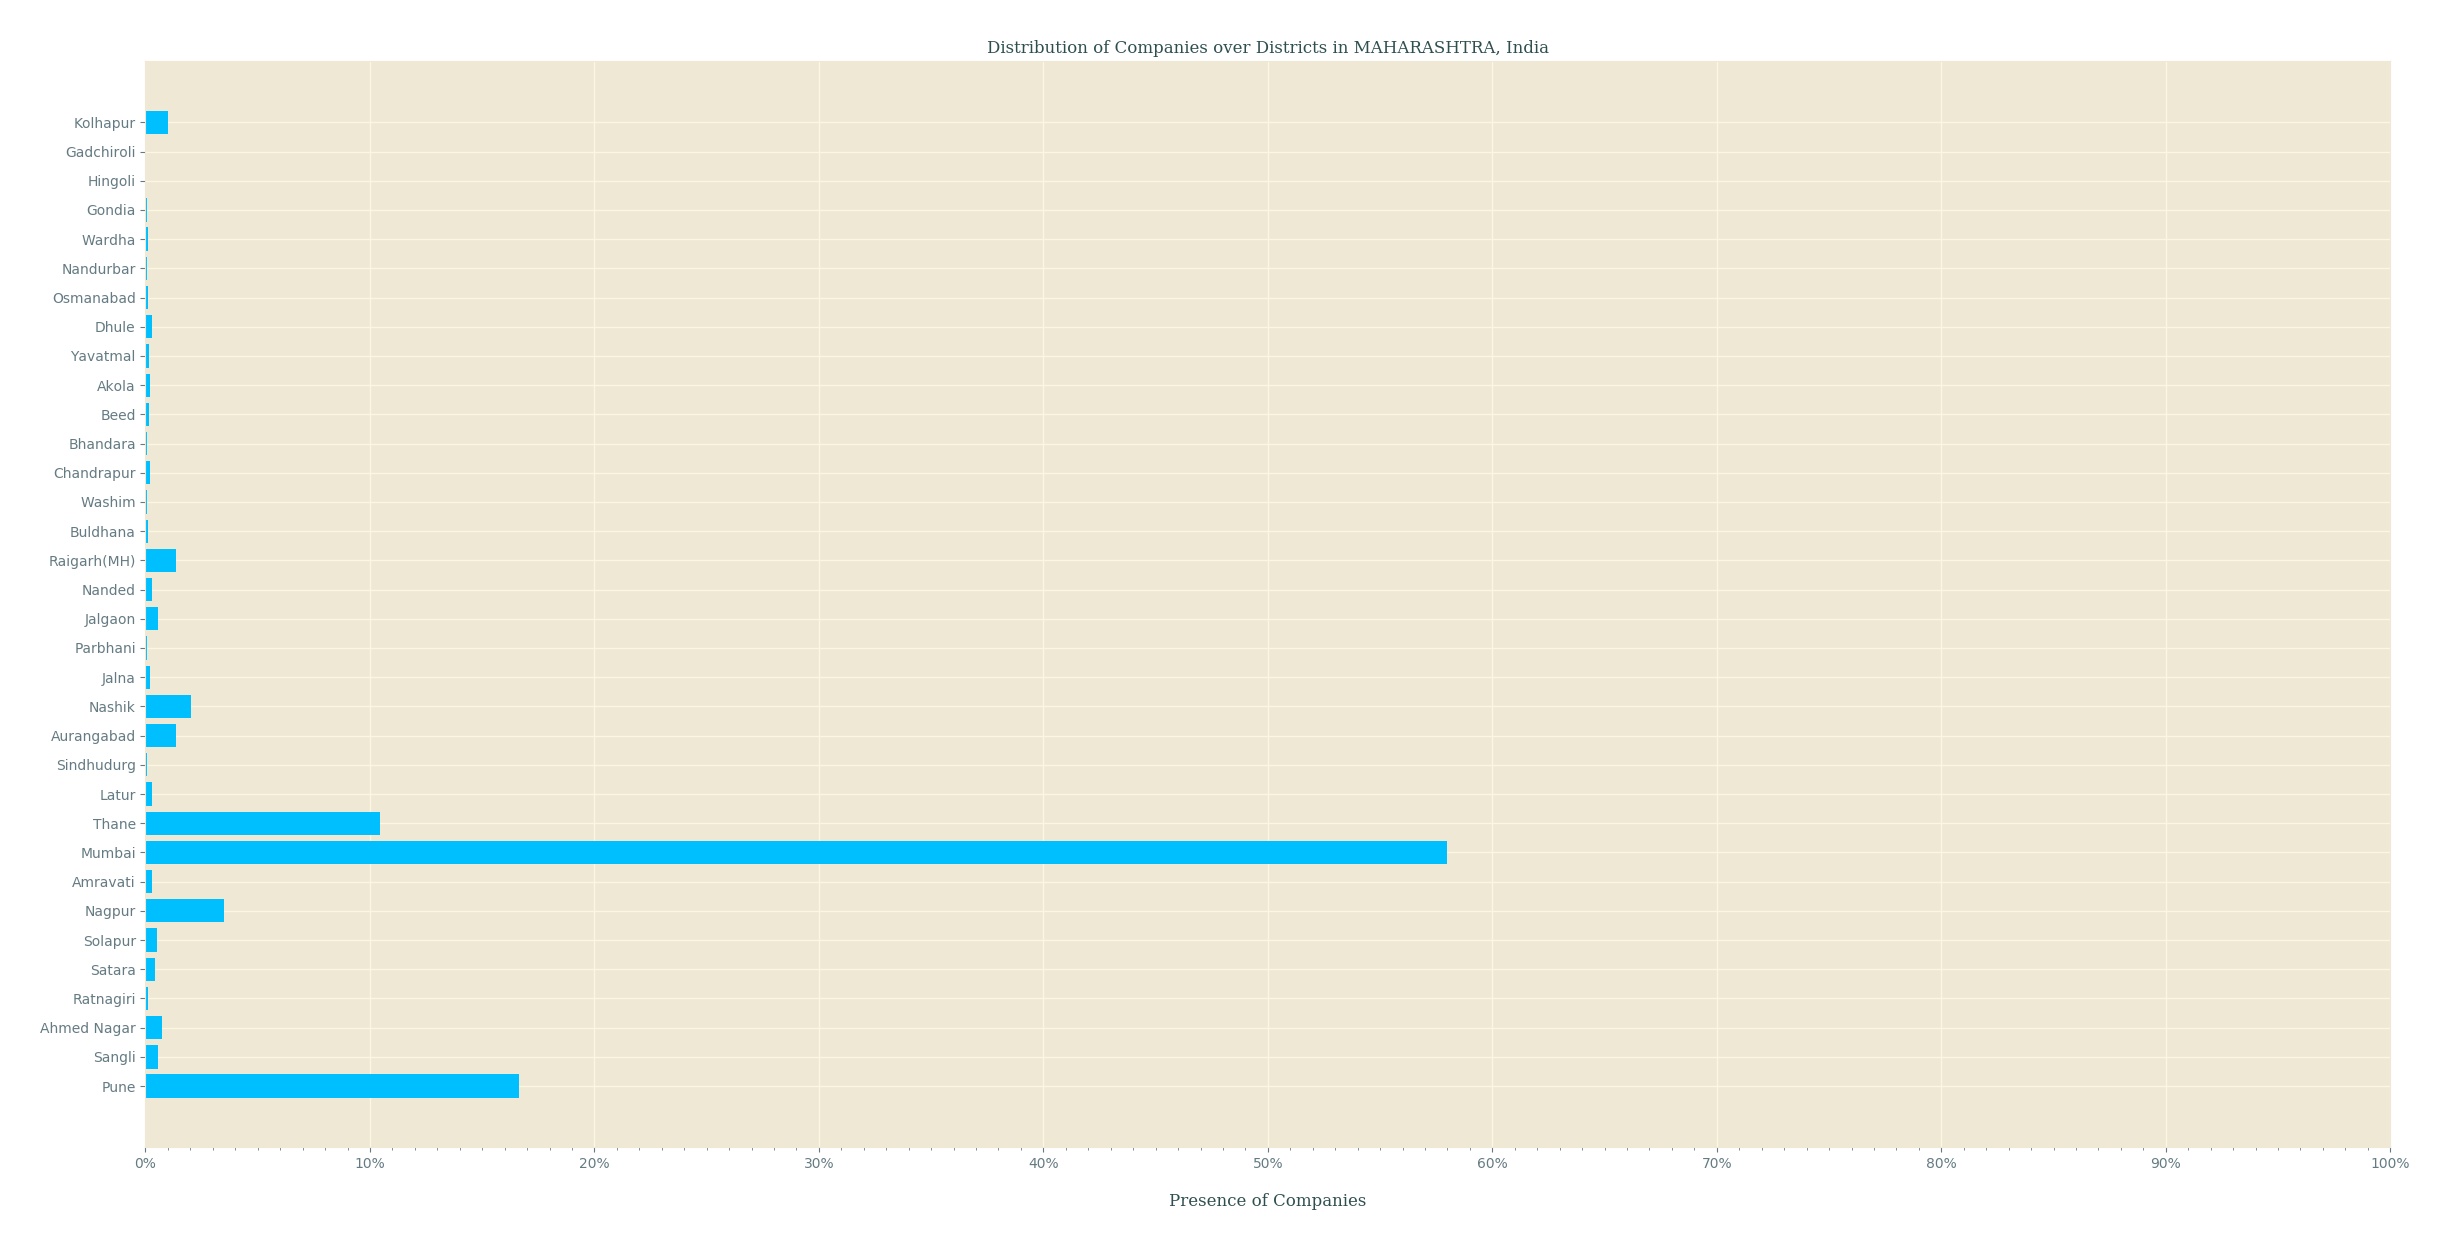 Distribution of Companies over Districts in MAHARASHTRA, India
Kolhapur
Gadchiroli
Hingoli
Gondia
Wardha
Nandurbar
Osmanabad
Dhule
Yavatmal
Akola
Beed
Bhandara
Chandrapur
Washim
Buldhana
Raigarh(MH)
Nanded
Jalgaon
Parbhani
Jalna
Nashik
Aurangabad
Sindhudurg
Latur
Thane
Mumbai
Amravati
Nagpur
Solapur
Satara
Ratnagiri
Ahmed Nagar
Sangli
Pune
0% 10% 20% 30% 40% 50% 60% 70% 80% 90% 100%
Presence of Companies